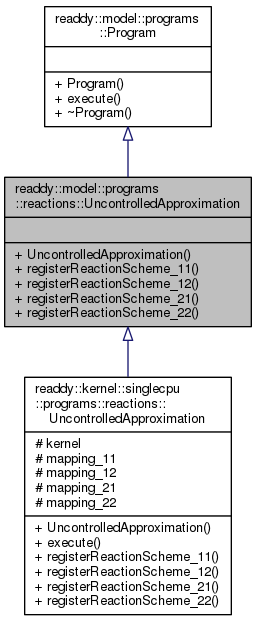 readdy::model::programs
::Program
+ Program()
+ execute()
+ ~Program()
readdy::model::programs
::reactions::UncontrolledApproximation
+ UncontrolledApproximation()
+ registerReactionScheme_11()
+ registerReactionScheme_12()
+ registerReactionScheme_21()
+ registerReactionScheme_22()
readdy::kernel::singlecpu
::programs::reactions::
UncontrolledApproximation
# kernel
# mapping_11
# mapping_12
# mapping_21
# mapping_22
+ UncontrolledApproximation()
+ execute()
+ registerReactionScheme_11()
+ registerReactionScheme_12()
+ registerReactionScheme_21()
+ registerReactionScheme_22()